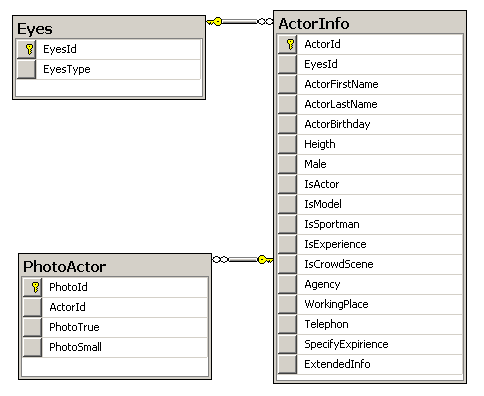 Eyes
EyesId
EyesType
ActorInfo
ActorId
EyesId
ActorFirstName
ActorLastName
ActorBirthday
Heigth
Male
IsActor
IsModel
IsSportman
IsExperience
IsCrowdScene
Agency
WorkingPlace
Telephon
SpecifyExpirience
ExtendedInfo
PhotoActor
PhotoId
ActorId
PhotoTrue
PhotoSmall